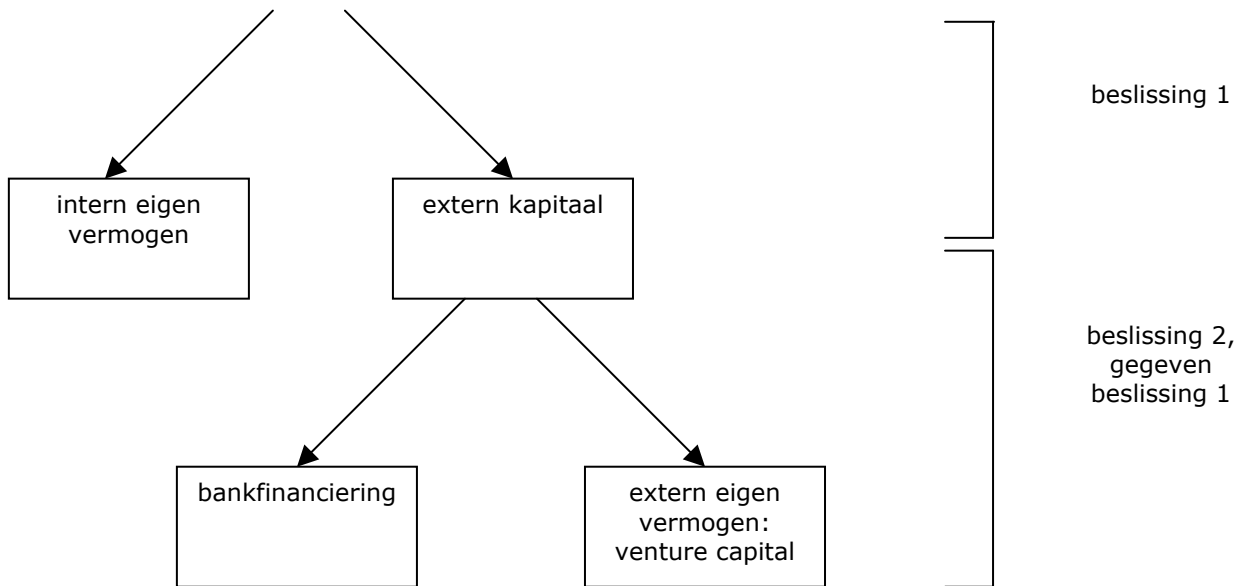 beslissing 1
intern eigen
vermogen
extern kapitaal
beslissing 2,
gegeven
beslissing 1
bankfinanciering
extern eigen
vermogen:
venture capital